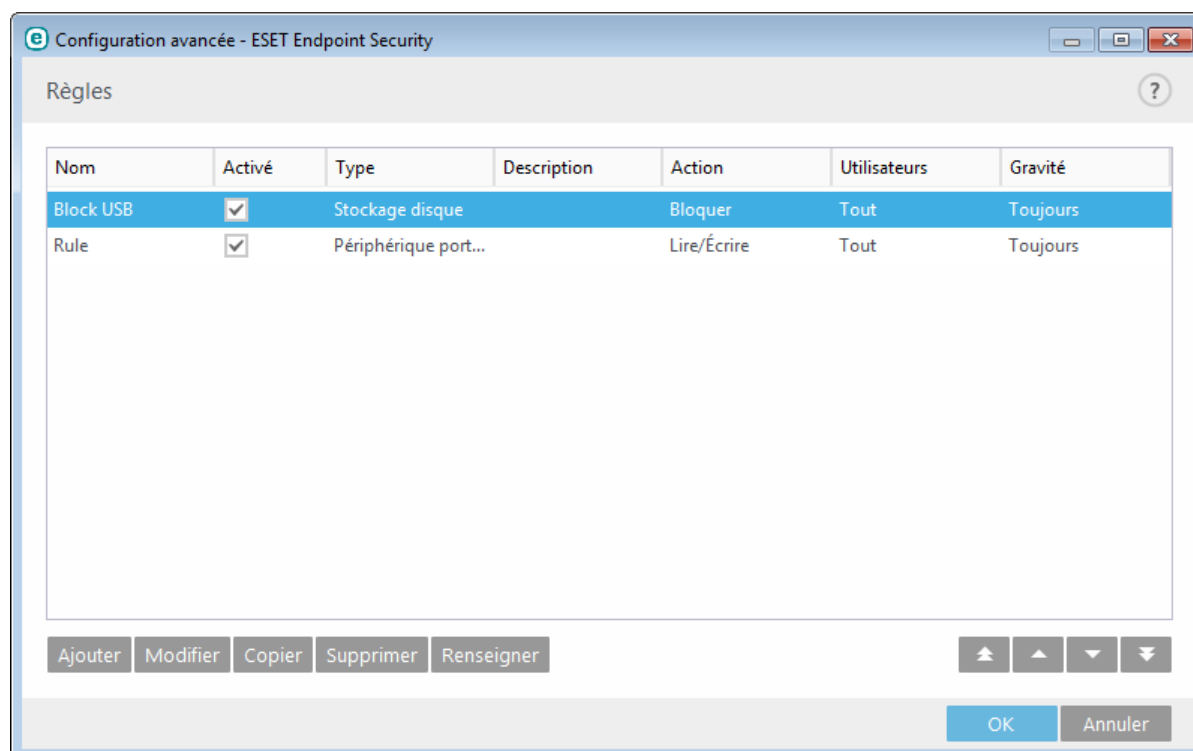 Configuration avancée - ESET Endpoint Security
Règles
?
Nom Activé Type Description Action Utilisateurs Gravité
Block USB Stockage disque Bloquer Tout Toujours
Rule Périphérique port... Lire/Écrire Tout Toujours
Ajouter Modifier Copier Supprimer Renseigner
OK Annuler